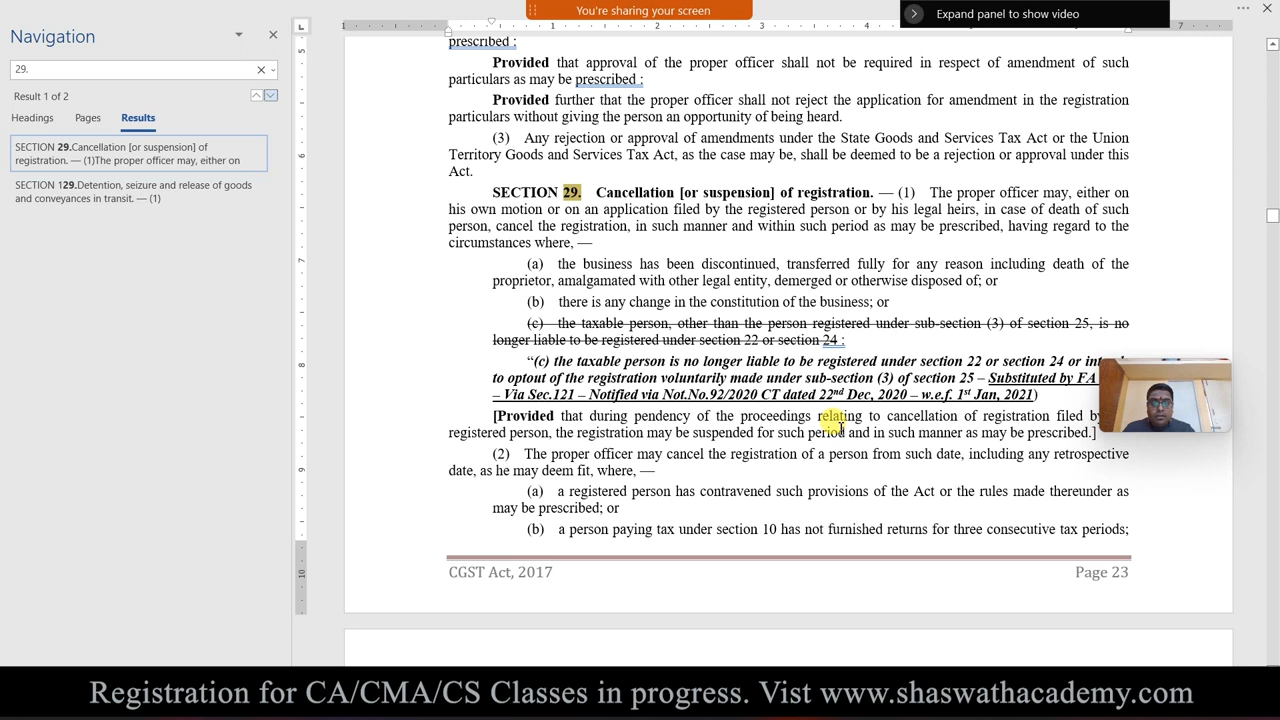 You're sharing your screen
Expand panel to show video
Navigation
29.
Result 1 of 2
Headings Pages Results
SECTION 29.Cancellation [or suspension] of
registration. — (1)The proper officer may, either on
SECTION 129.Detention, seizure and release of goods
and conveyances in transit. — (1)
1 1 2 3 4 7
5
6
7
8
9
10
prescribed :
Provided that approval of the proper officer shall not be required in respect of amendment of such
particulars as may be prescribed :
Provided further that the proper officer shall not reject the application for amendment in the registration
particulars without giving the person an opportunity of being heard.
(3) Any rejection or approval of amendments under the State Goods and Services Tax Act or the Union
Territory Goods and Services Tax Act, as the case may be, shall be deemed to be a rejection or approval under this
Act.
SECTION 29. Cancellation [or suspension] of registration. — (1) The proper officer may, either on
his own motion or on an application filed by the registered person or by his legal heirs, in case of death of such
person, cancel the registration, in such manner and within such period as may be prescribed, having regard to the
circumstances where, —
(a) the business has been discontinued, transferred fully for any reason including death of the
proprietor, amalgamated with other legal entity, demerged or otherwise disposed of; or
(b) there is any change in the constitution of the business; or
(c) the taxable person, other than the person registered under sub-section (3) of section 25, is no
longer liable to be registered under section 22 or section 24 :
“(c) the taxable person is no longer liable to be registered under section 22 or section 24 or
to optout of the registration voluntarily made under sub-section (3) of section 25 – Substituted by FA
– Via Sec.121 – Notified via Not.No.92/2020 CT dated 22nd Dec, 2020 – w.e.f. 1st Jan, 2021)
[Provided that during pendency of the proceedings relating to cancellation of registration filed
registered person, the registration may be suspended for such period and in such manner as may be prescribed.]
(2) The proper officer may cancel the registration of a person from such date, including any retrospective
date, as he may deem fit, where, —
(a) a registered person has contravened such provisions of the Act or the rules made thereunder as
may be prescribed; or
(b) a person paying tax under section 10 has not furnished returns for three consecutive tax periods;
CGST Act, 2017 Page 23
Registration for CA/CMA/CS Classes in progress. Vist www.shaswathacademy.com